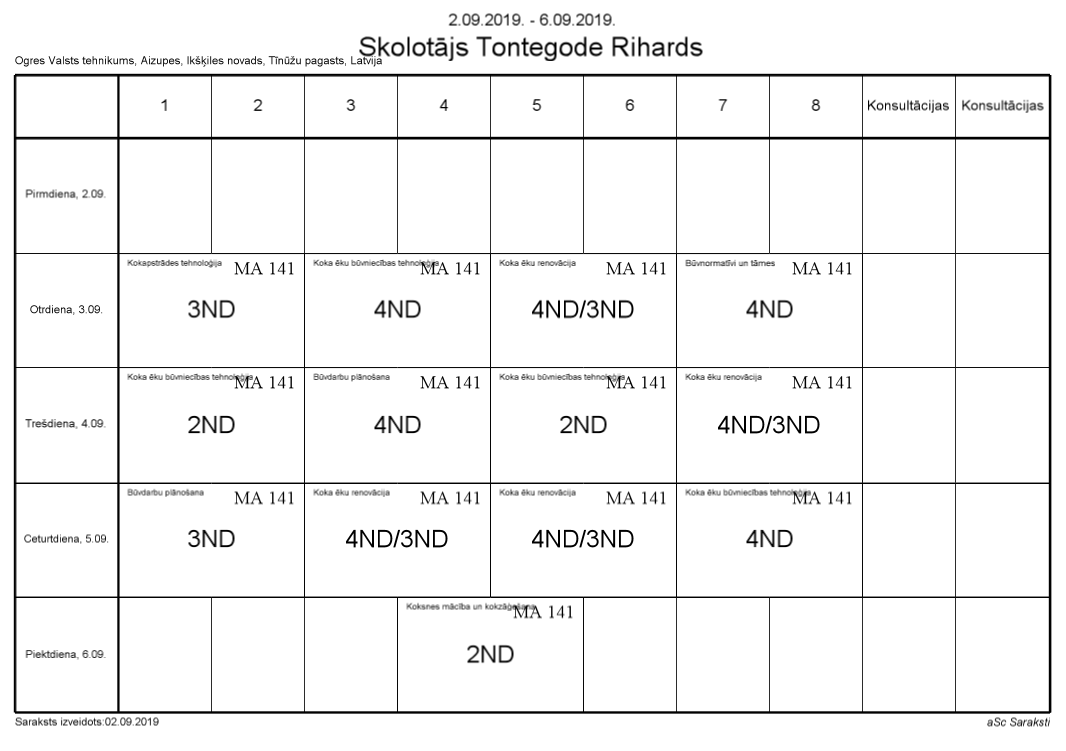 2.09.2019. - 6.09.2019.
Skolotājs Tontegode Rihards
Ogres Valsts tehnikums, Aizupes, Ikšķiles novads, Tīnūžu pagasts, Latvija
1 2 3 4 5 6 7 8 Konsultācijas Konsultācijas
Pirmdiena, 2.09.
Kokapstrādes tehnoloģija MA 141 Koka ēku būvniecības tehnoloģija MA 141 Koka ēku renovācija MA 141 Būvnormatīvi un tāmes MA 141
Otrdiena, 3.09. 3ND 4ND 4ND/3ND 4ND
Koka ēku būvniecības tehnoloģija MA 141 Būvdarbu plānošana MA 141 Koka ēku būvniecības tehnoloģija MA 141 Koka ēku renovācija MA 141
Trešdiena, 4.09. 2ND 4ND 2ND 4ND/3ND
Būvdarbu plānošana MA 141 Koka ēku renovācija MA 141 Koka ēku renovācija MA 141 Koka ēku būvniecības tehnoloģija MA 141
Ceturtdiena, 5.09. 3ND 4ND/3ND 4ND/3ND 4ND
Koksnes mācība un kokzāģēšana MA 141
Piektdiena, 6.09. 2ND
Saraksts izveidots:02.09.2019 aSc Saraksti